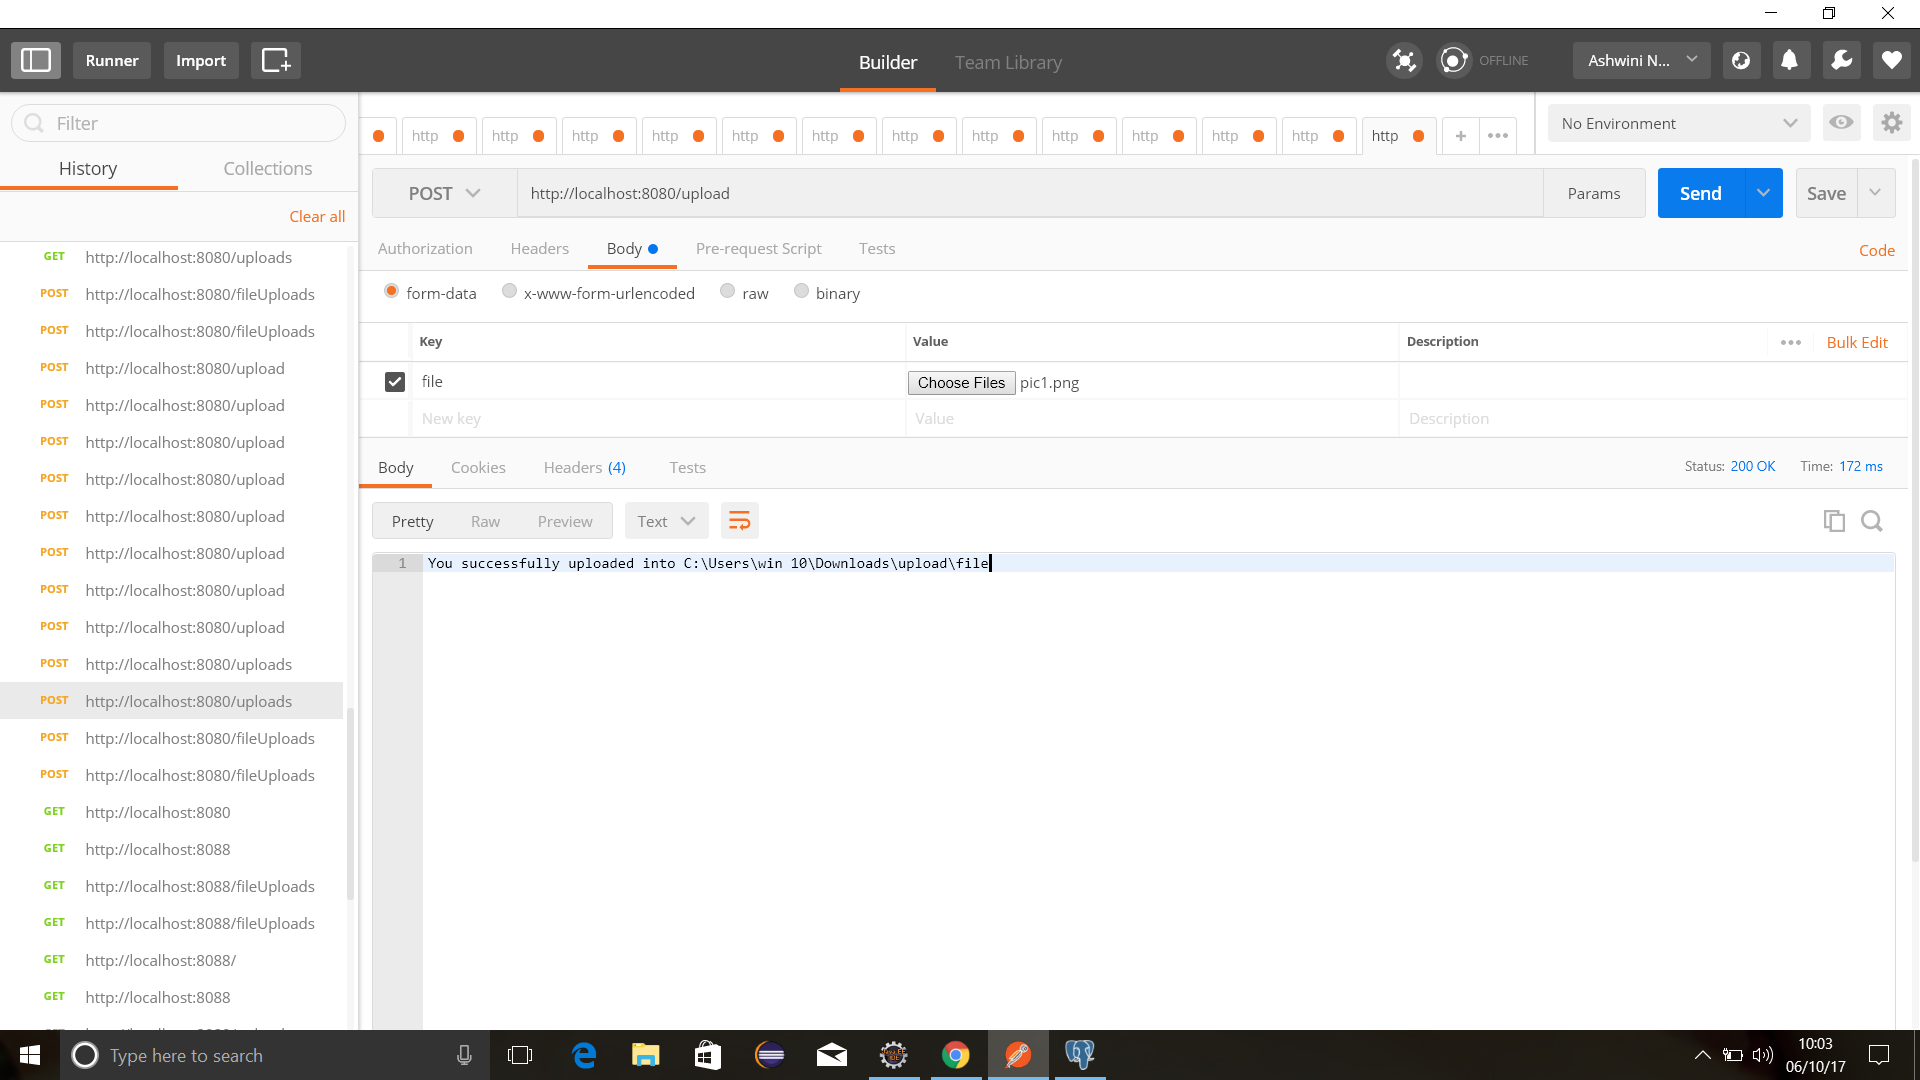 Runner
Import
Builder
Team Library
OFFLINE
Ashwini N...
Filter
History
Collections
Clear all
GET http://localhost:8080/uploads
POST http://localhost:8080/fileUploads
POST http://localhost:8080/fileUploads
POST http://localhost:8080/upload
POST http://localhost:8080/upload
POST http://localhost:8080/upload
POST http://localhost:8080/upload
POST http://localhost:8080/upload
POST http://localhost:8080/upload
POST http://localhost:8080/upload
POST http://localhost:8080/upload
POST http://localhost:8080/uploads
POST http://localhost:8080/uploads
POST http://localhost:8080/fileUploads
POST http://localhost:8080/fileUploads
GET http://localhost:8080
GET http://localhost:8088
GET http://localhost:8088/fileUploads
GET http://localhost:8088/fileUploads
GET http://localhost:8088/
GET http://localhost:8088
http http http http http http http http http http http http http
No Environment
POST http://localhost:8080/upload Params Send Save
Authorization Headers Body Pre-request Script Tests Code
form-data x-www-form-urlencoded raw binary
Key Value Description Bulk Edit
file Choose Files pic1.png
New key Value Description
Body Cookies Headers (4) Tests Status: 200 OK Time: 172 ms
Pretty Raw Preview Text
1 You successfully uploaded into C:\Users\win 10\Downloads\upload\file
Type here to search
10:03
06/10/17